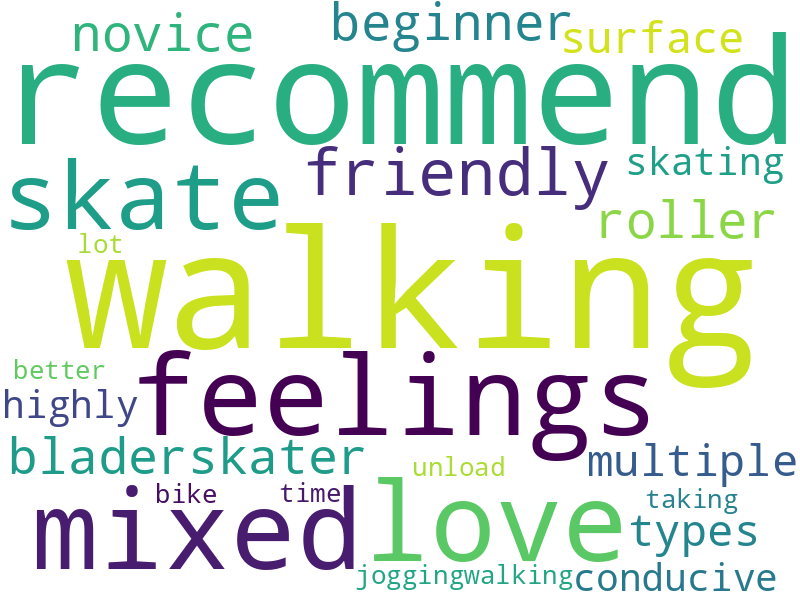 novice beginner surface
recommend
skate friendly skating
roller
lot
walking
better feelings
highly
bladerskater unload multiple
mixed bike time love taking
types
joggingwalking conducive